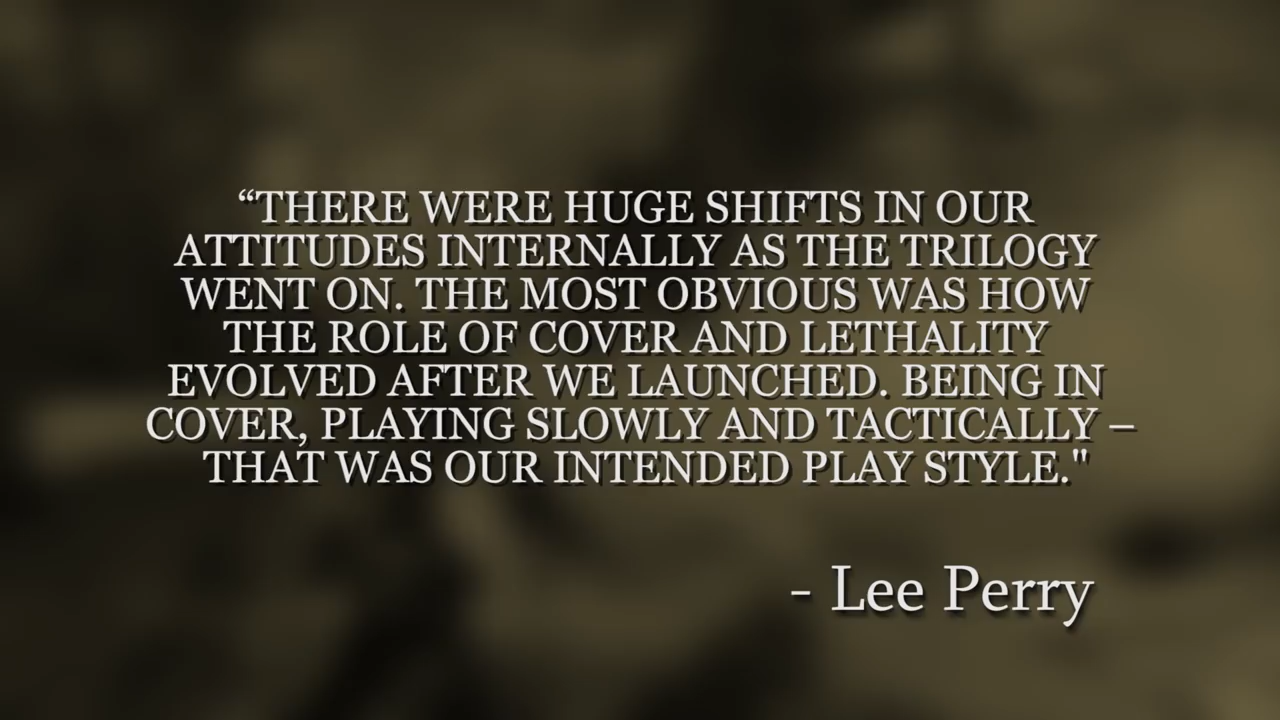 “THERE WERE HUGE SHIFTS IN OUR
ATTITUDES INTERNALLY AS THE TRILOGY
WENT ON. THE MOST OBVIOUS WAS HOW
THE ROLE OF COVER AND LETHALITY
EVOLVED AFTER WE LAUNCHED. BEING IN
COVER, PLAYING SLOWLY AND TACTICALLY –
THAT WAS OUR INTENDED PLAY STYLE."
- Lee Perry